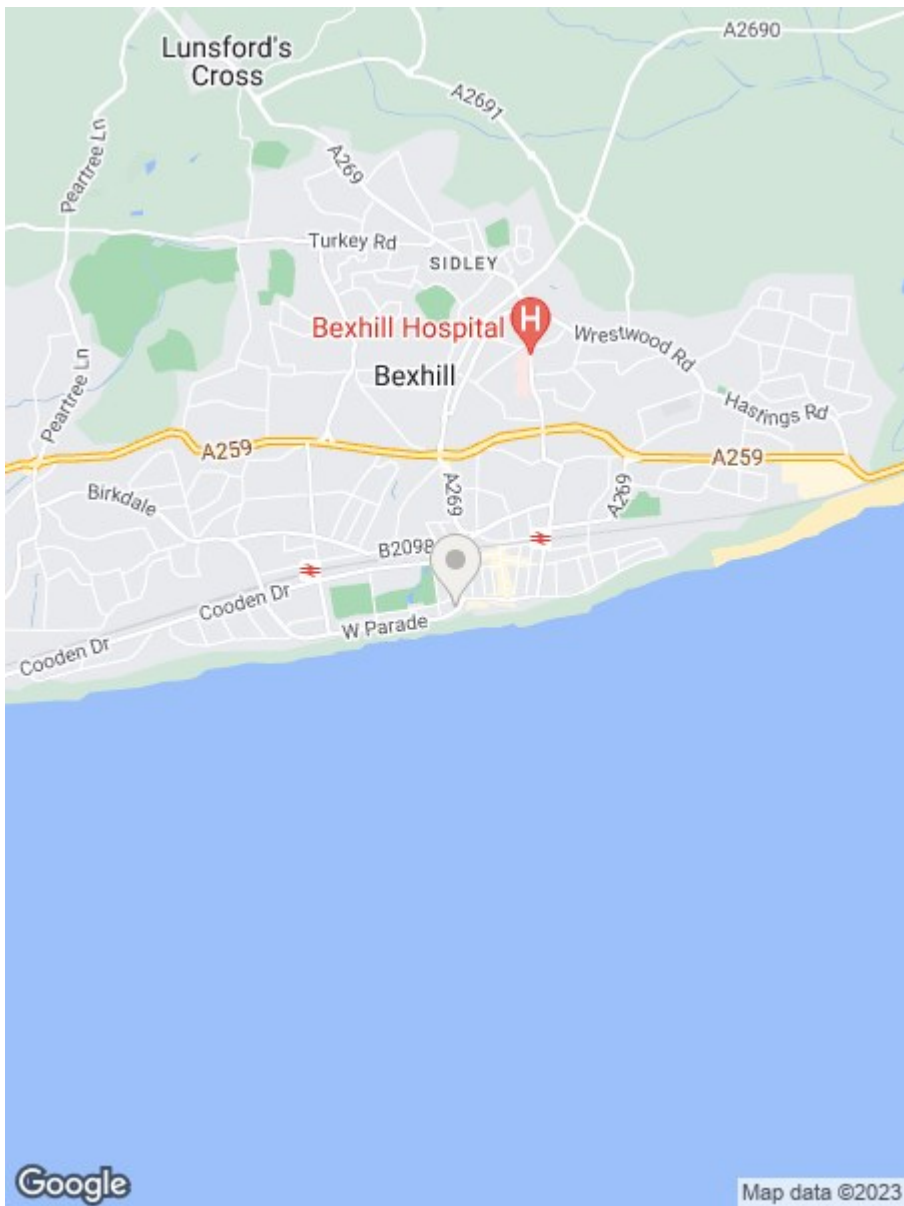 A2690
Lunsford's
Cross
A2691
Peartree Ln
A269
Turkey Rd
SIDLEY
H
Bexhill Hospital
Wrestwood Rd
Bexhill
Peartree Ln
Hastings Rd
A259
A259
Birkdale
A269
A269
B2098
Cooden Dr
W Parade
Cooden Dr
Google
Map data ©2023